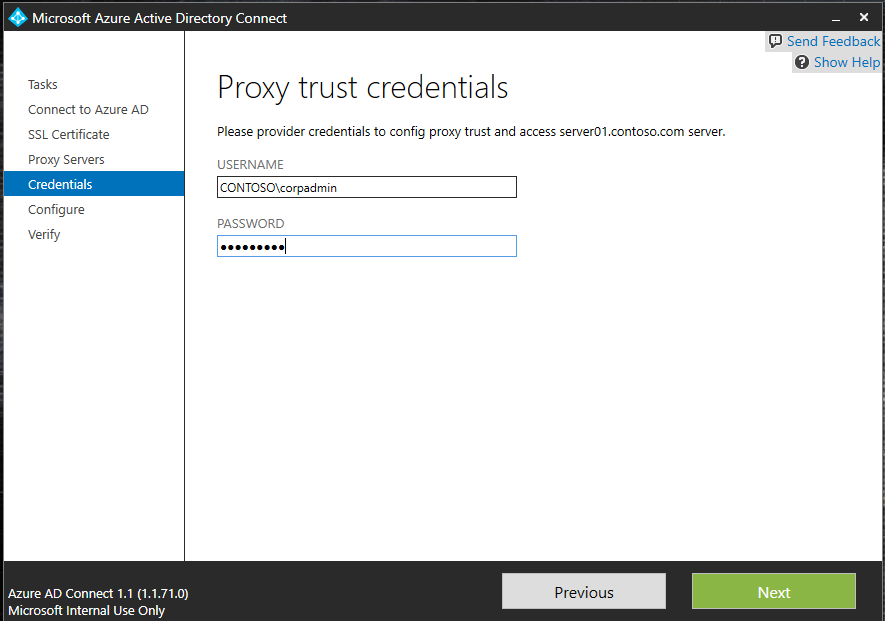 Microsoft Azure Active Directory Connect
Send Feedback
Show Help
Tasks
Connect to Azure AD
SSL Certificate
Proxy Servers
Credentials
Configure
Verify
Proxy trust credentials
Please provider credentials to config proxy trust and access server01.contoso.com server.
USERNAME
CONTOSO\corpadmin
PASSWORD
●●●●●●●●●
Azure AD Connect 1.1 (1.1.71.0)
Microsoft Internal Use Only
Previous
Next